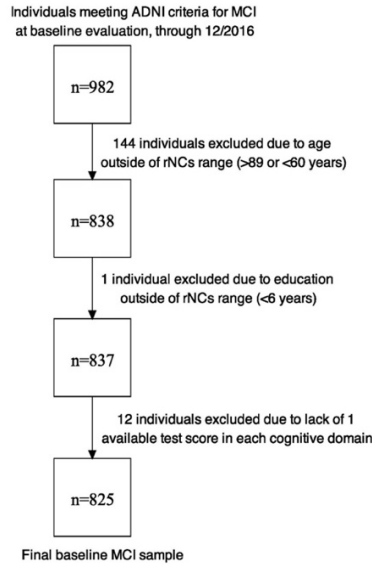 Individuals meeting ADNI criteria for MCI
at baseline evaluation, through 12/2016
n=982
144 individuals excluded due to age
outside of rNCs range (>89 or <60 years)
n=838
1 individual excluded due to education
outside of rNCs range (<6 years)
n=837
12 individuals excluded due to lack of 1
available test score in each cognitive domain
n=825
Final baseline MCI sample